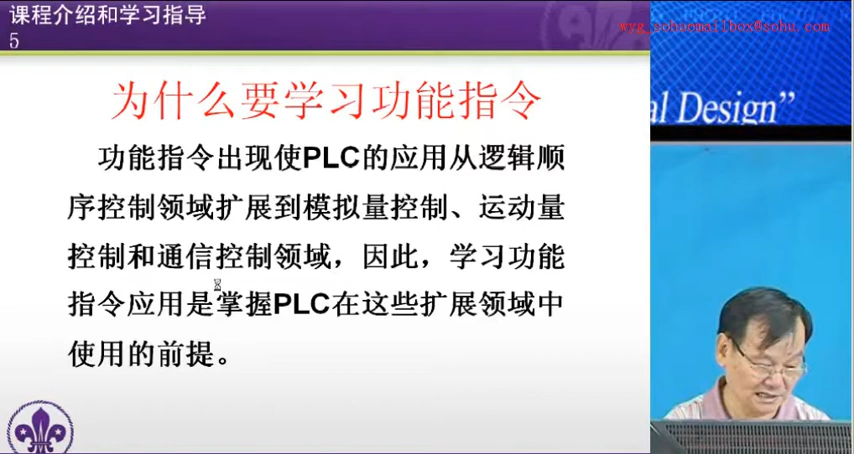 课程介绍和学习指导
5
wyg_sohuomailbox@sohu.com
al Design”
为什么要学习功能指令
功能指令出现使PLC的应用从逻辑顺
序控制领域扩展到模拟量控制、运动量
控制和通信控制领域，因此，学习功能
指令应用是掌握PLC在这些扩展领域中
使用的前提。